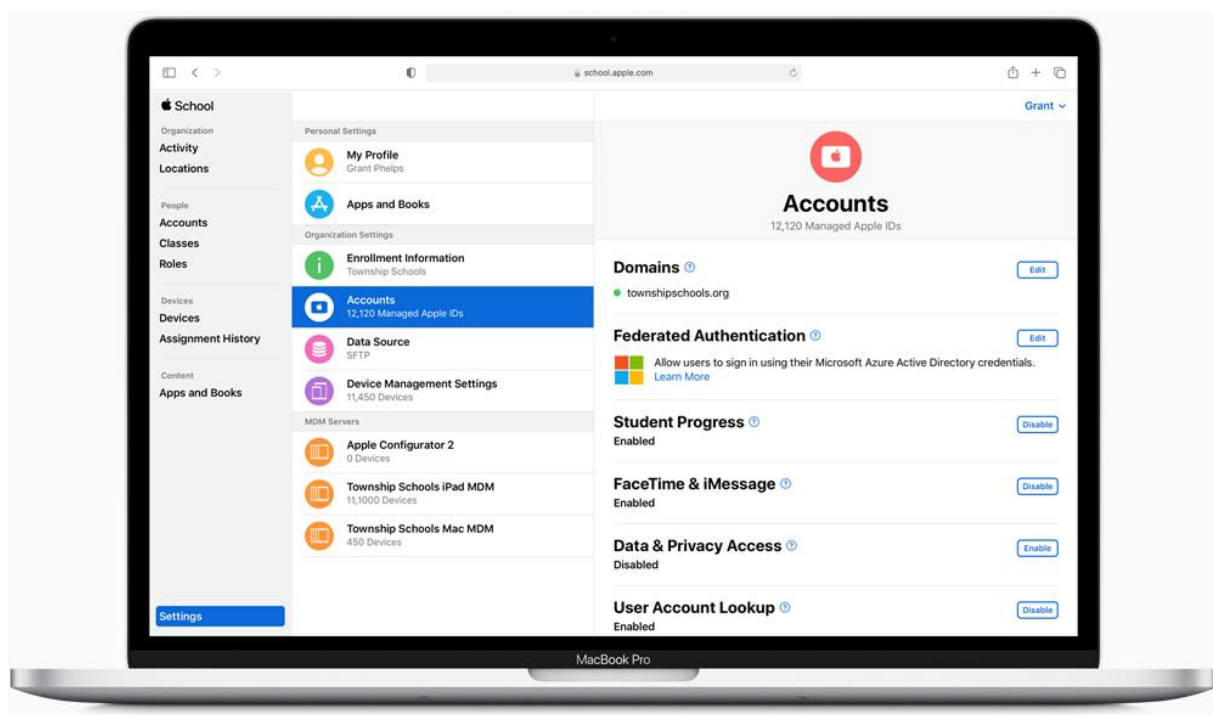 school.apple.com
School
Grant
Organization
Activity
Locations
People
Accounts
Classes
Roles
Devices
Devices
Assignment History
Content
Apps and Books
Settings
Personal Settings
My Profile
Grant Phelps
Apps and Books
Organization Settings
Enrollment Information
Township Schools
Accounts
12,120 Managed Apple IDs
Data Source
SFTP
Device Management Settings
11,450 Devices
MDM Servers
Apple Configurator 2
0 Devices
Township Schools iPad MDM
11,1000 Devices
Township Schools Mac MDM
450 Devices
Accounts
12,120 Managed Apple IDs
Domains ?
Edit
townshipschools.org
Federated Authentication ?
Edit
Allow users to sign in using their Microsoft Azure Active Directory credentials.
Learn More
Student Progress ?
Disable
Enabled
FaceTime & iMessage ?
Disable
Enabled
Data & Privacy Access ?
Enable
Disabled
User Account Lookup ?
Disable
Enabled
MacBook Pro